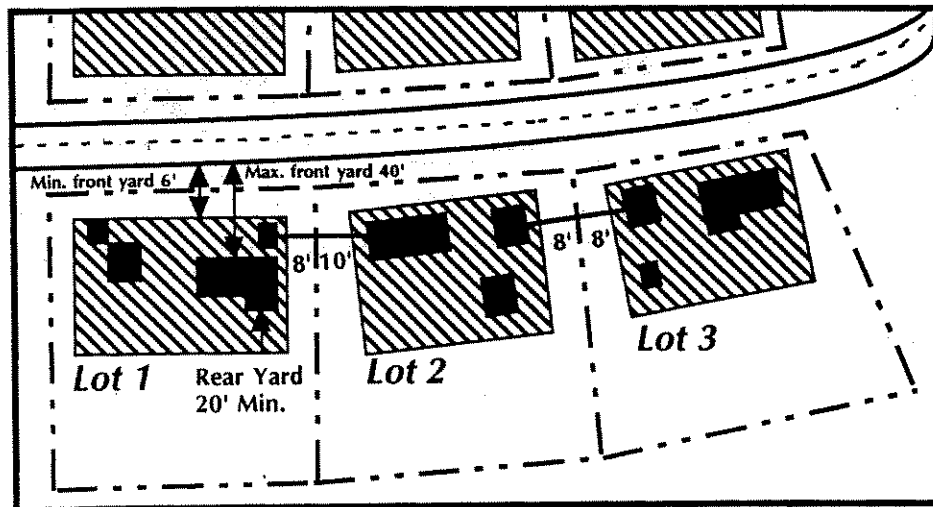 Min. front yard 6'
Max. front yard 40'
8' 10'
8' 8'
Lot 1
Lot 2
Lot 3
Rear Yard
20' Min.